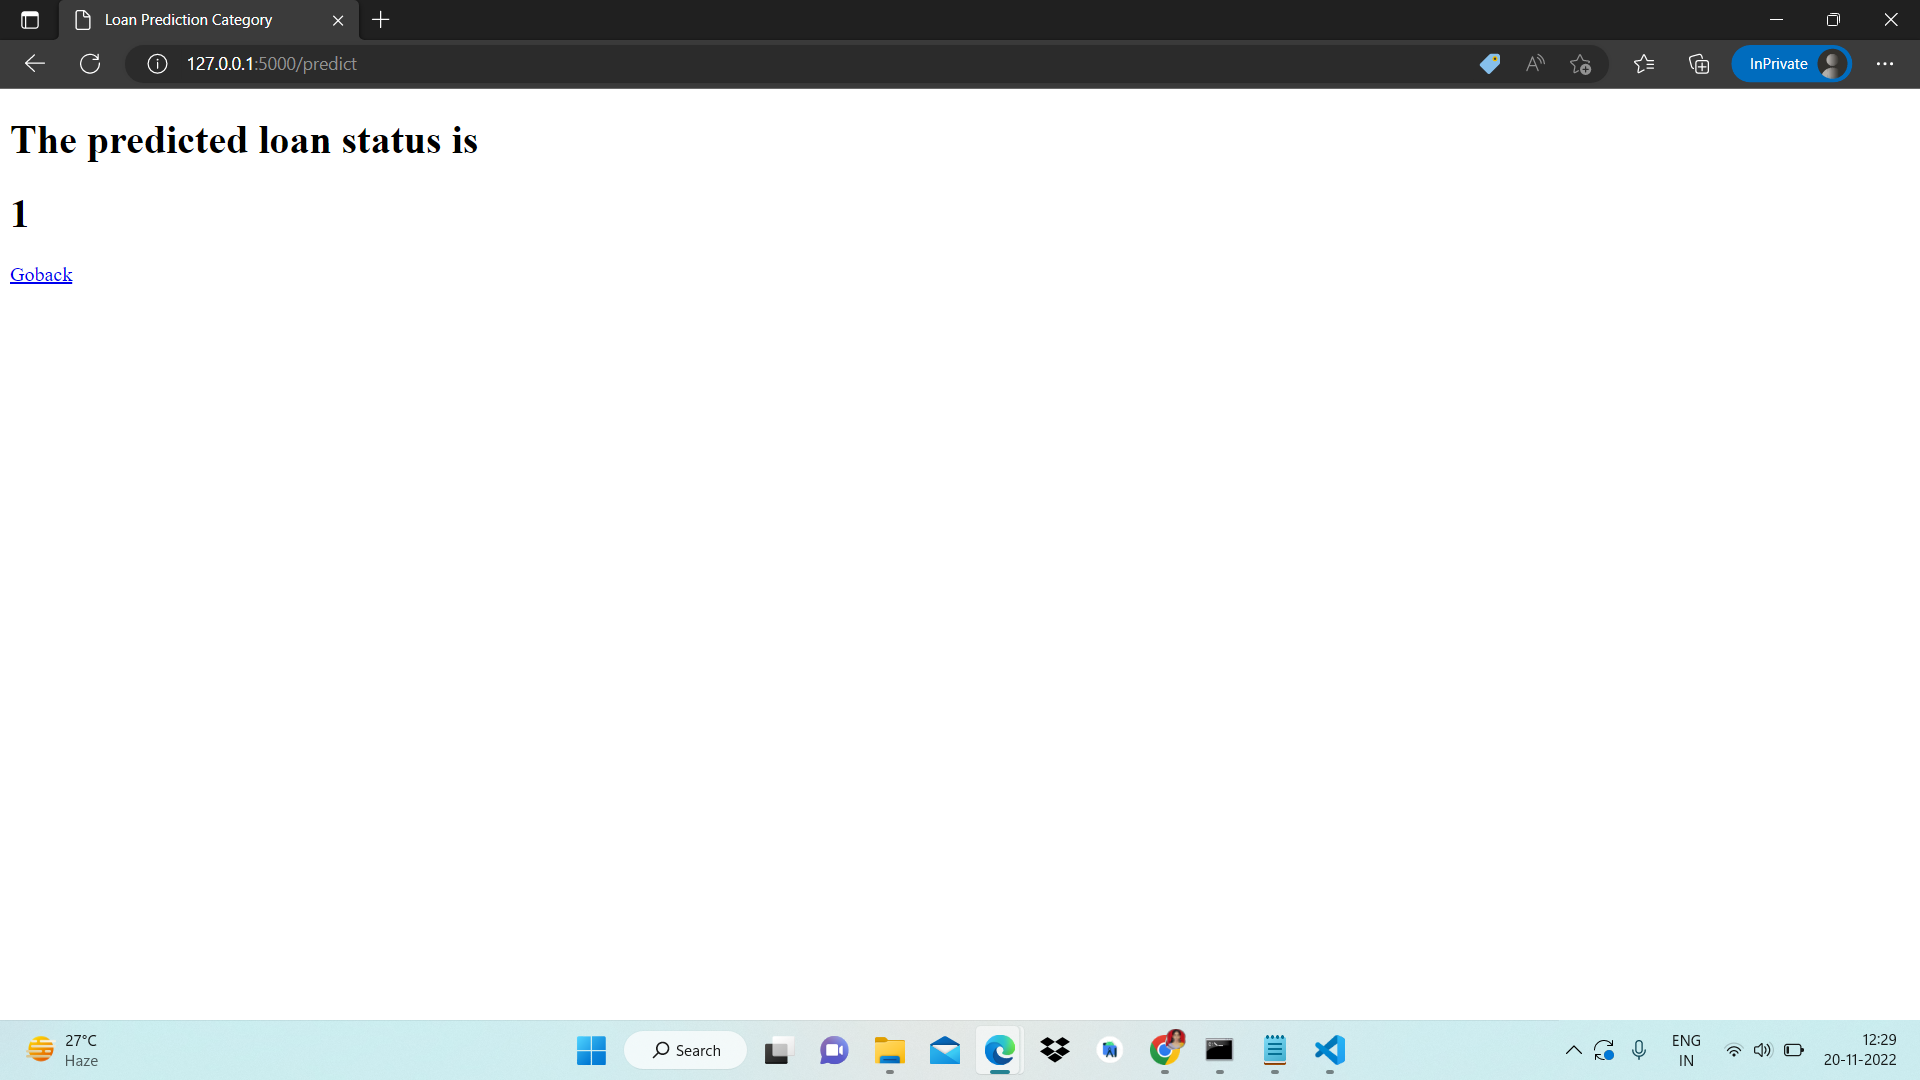 Loan Prediction Category
127.0.0.1:5000/predict
InPrivate
The predicted loan status is
1
Goback
27°C
Haze
Search
ENG
IN
12:29
20-11-2022